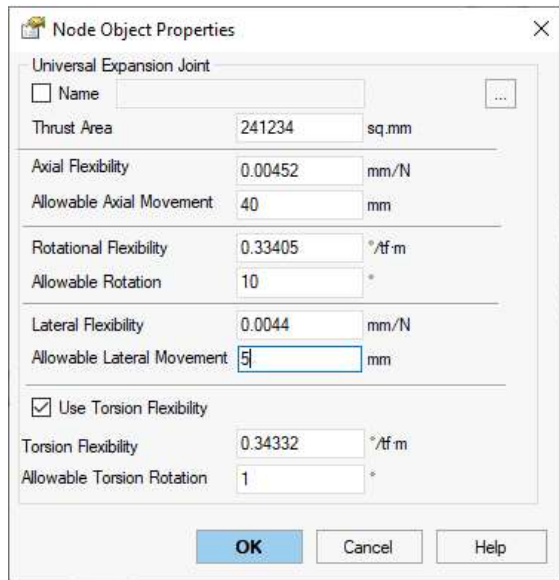 Node Object Properties
Universal Expansion Joint
Name
...
Thrust Area 241234 sq.mm
Axial Flexibility 0.00452 mm/N
Allowable Axial Movement 40 mm
Rotational Flexibility 0.33405 °/tf·m
Allowable Rotation 10 °
Lateral Flexibility 0.0044 mm/N
Allowable Lateral Movement 5 mm
Use Torsion Flexibility
Torsion Flexibility 0.34332 °/tf·m
Allowable Torsion Rotation 1 °
OK Cancel Help